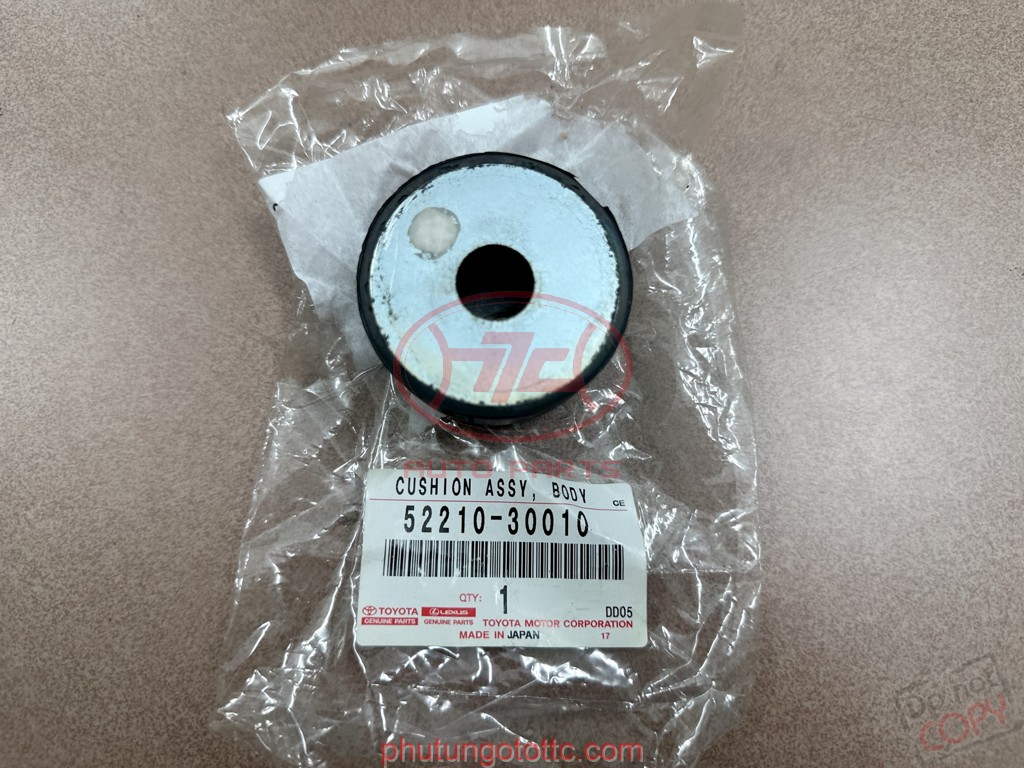 TTC
AUTO PARTS
CUSHION ASSY, BODY
CE
52210-30010
QTY: 1
DD05
TOYOTA
GENUINE PARTS
LEXUS
GENUINE PARTS
TOYOTA MOTOR CORPORATION
MADE IN JAPAN
17
Do not
COPY
phutungotottc.com